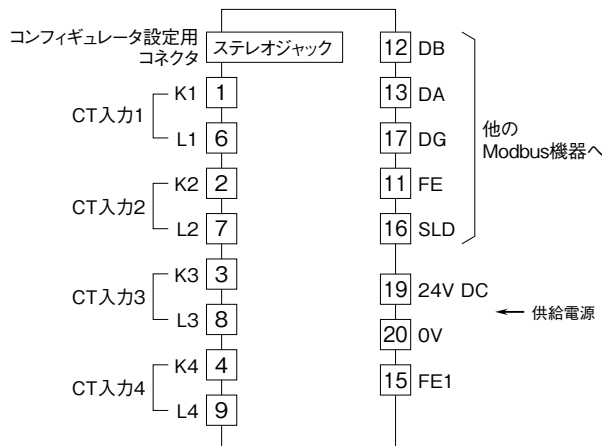 コンフィギュレータ設定用
コネクタ
ステレオジャック
CT入力1
K1 1
L1 6
CT入力2
K2 2
L2 7
CT入力3
K3 3
L3 8
CT入力4
K4 4
L4 9
12 DB
13 DA
17 DG
11 FE
16 SLD
他の
Modbus機器へ
19 24V DC
20 0V
供給電源
15 FE1